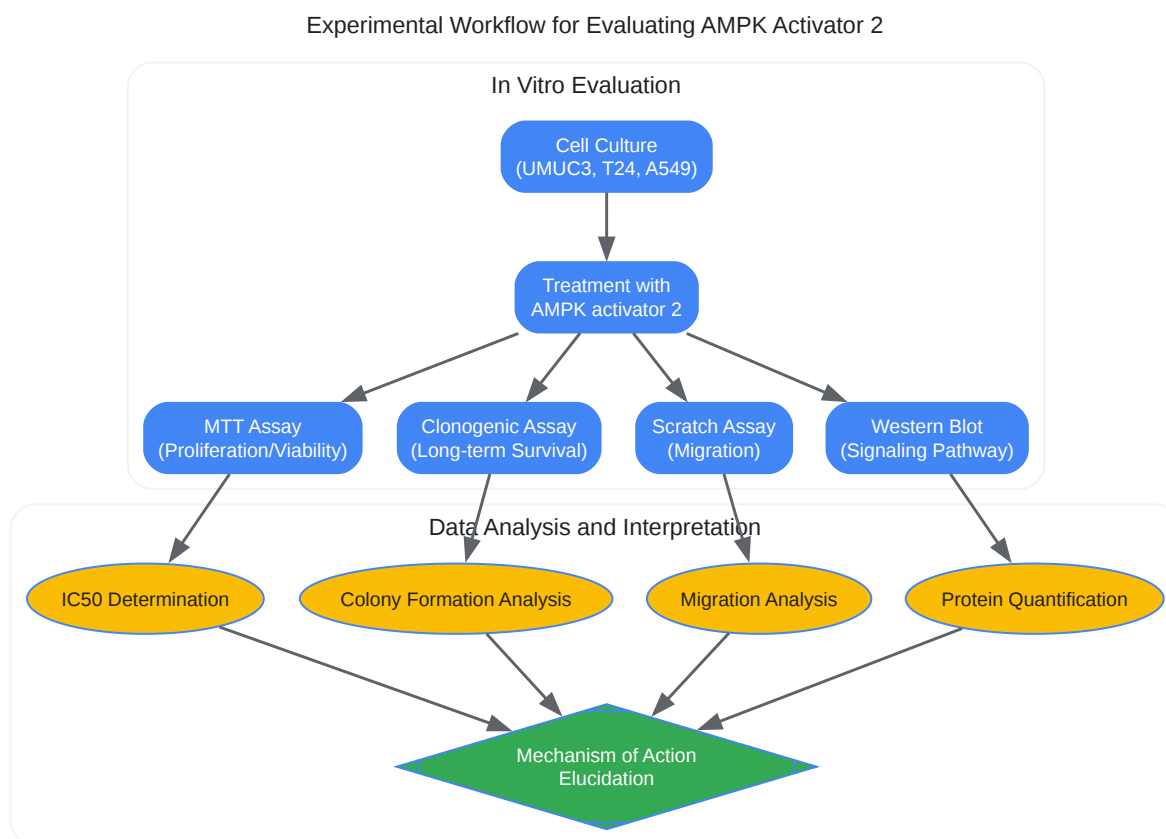 Experimental Workflow for Evaluating AMPK Activator 2
In Vitro Evaluation
Cell Culture
(UMUC3, T24, A549)
Treatment with
AMPK activator 2
MTT Assay
(Proliferation/Viability)
Clonogenic Assay
(Long-term Survival)
Scratch Assay
(Migration)
Western Blot
(Signaling Pathway)
Data Analysis and Interpretation
IC50 Determination
Colony Formation Analysis
Migration Analysis
Protein Quantification
Mechanism of Action
Elucidation